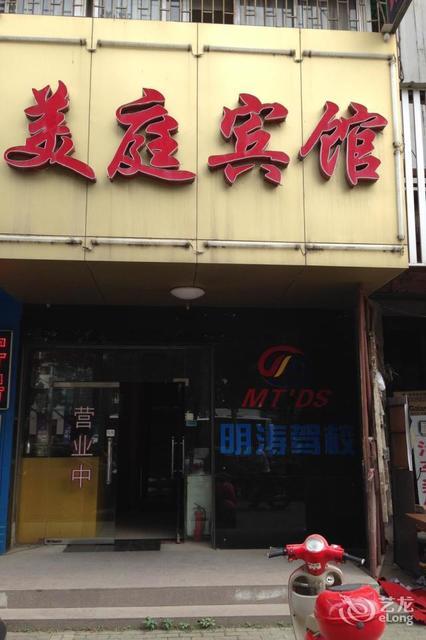 美庭宾馆
MT'DS
明涛驾校
营业中
艺龙
eLong